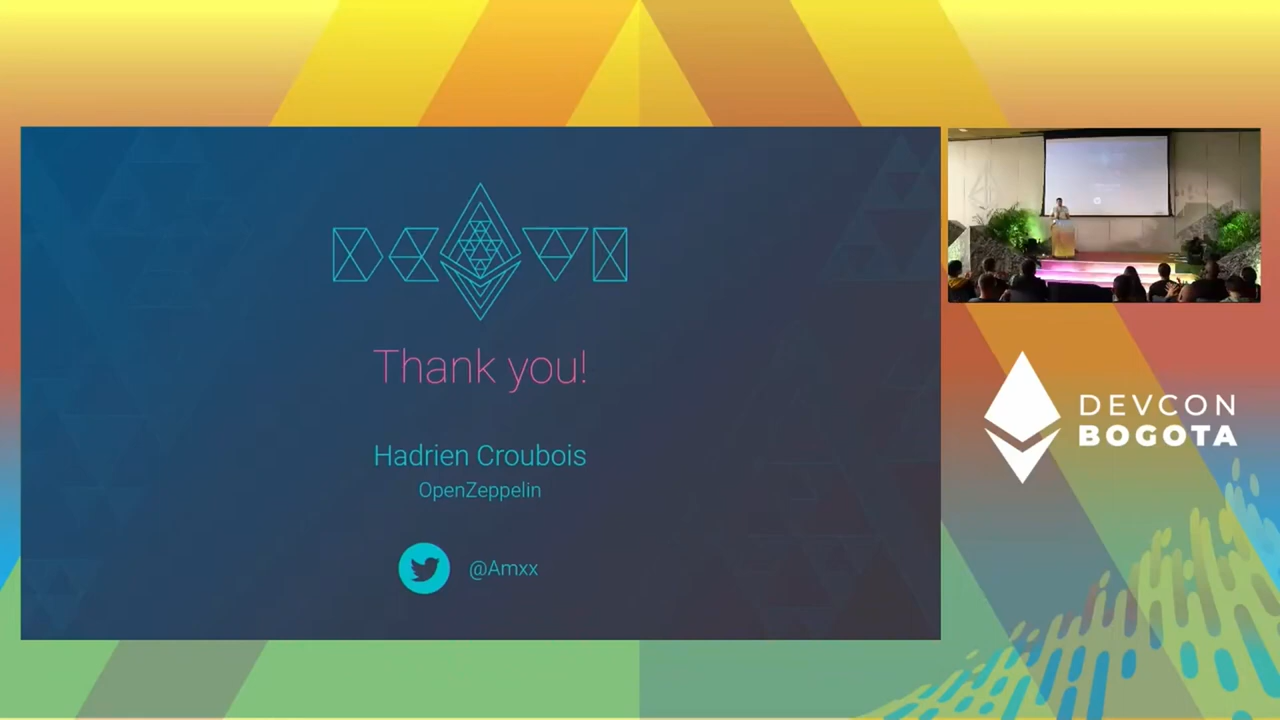 Thank you!
Hadrien Croubois
OpenZeppelin
@Amxx
DEVCON
BOGOTA